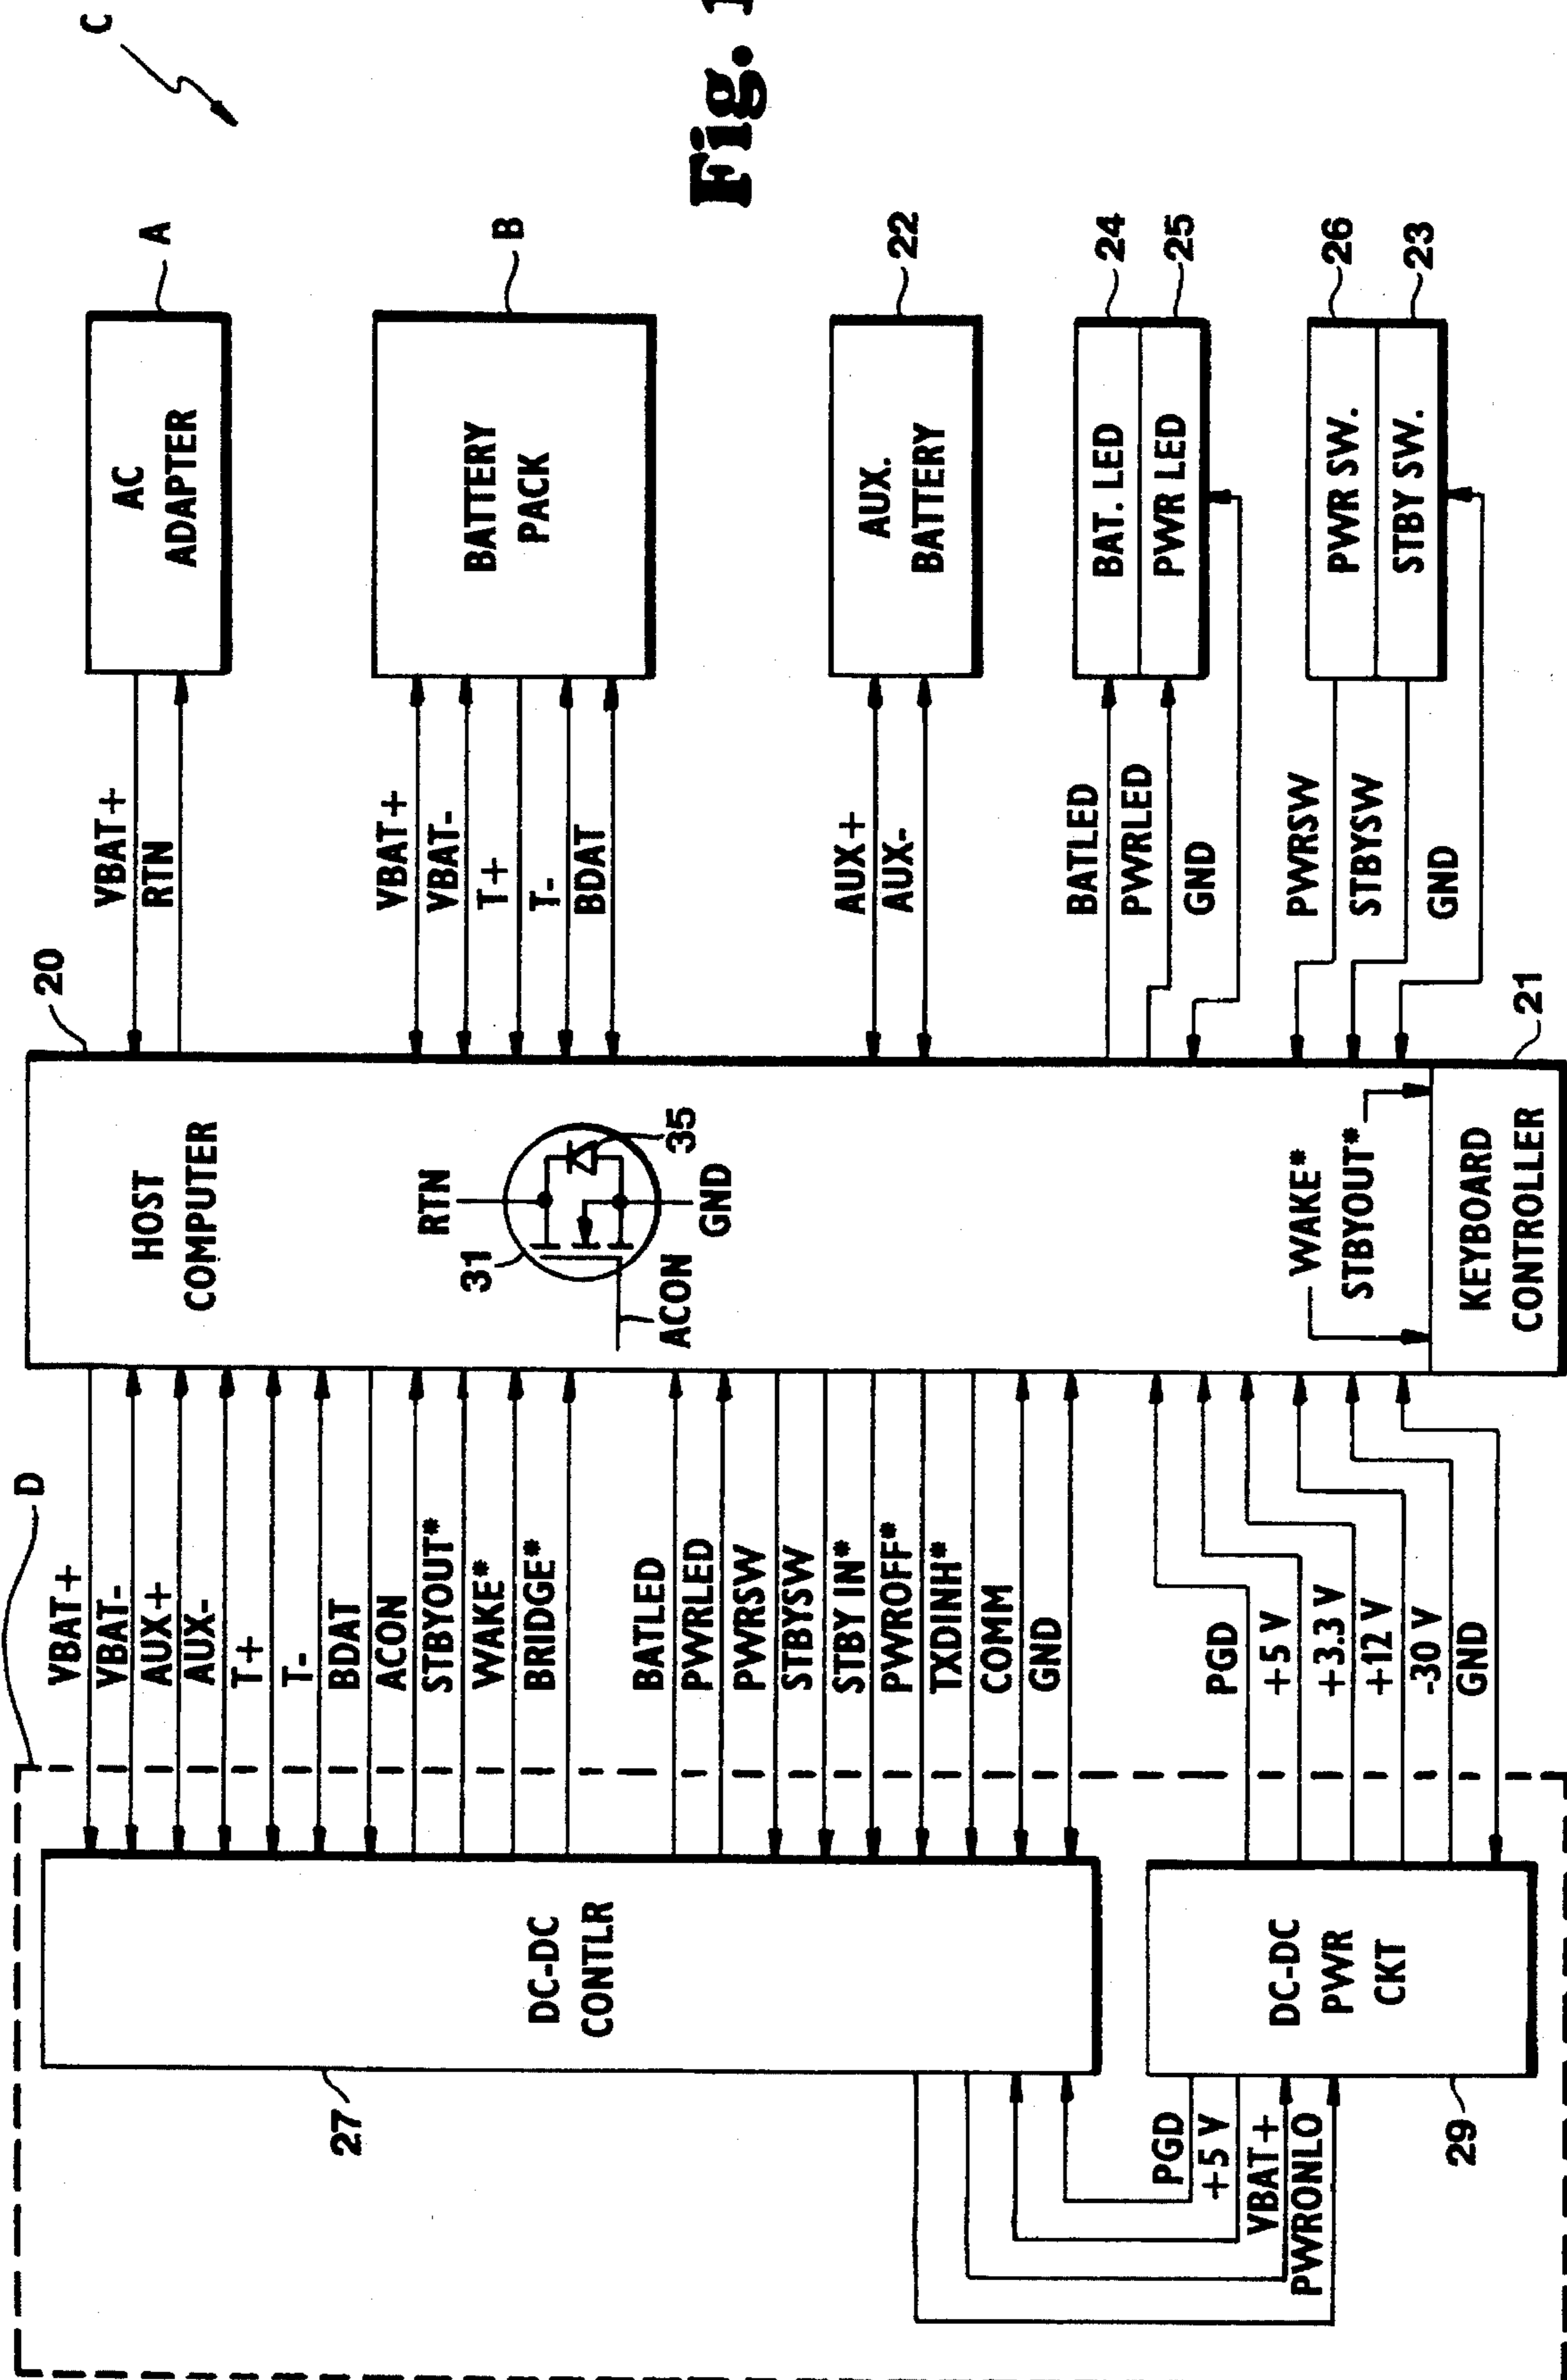 C
Fig. 1
A
AC
ADAPTER
VBAT+
RTN
B
BATTERY
PACK
VBAT+
VBAT-
T+
T-
BDAT
22
AUX.
BATTERY
AUX+
AUX-
24
25
BAT. LED
PWR LED
BATLED
PWRLED
GND
26
23
PWR SW.
STBY SW.
PWRSW
STBYSW
GND
20
HOST
COMPUTER
RTN
31
35
GND
ACON
WAKE*
STBYOUT*
21
KEYBOARD
CONTROLLER
D
VBAT+
VBAT-
AUX+
AUX-
T+
T-
BDAT
ACON
STBYOUT*
WAKE*
BRIDGE*
BATLED
PWRLED
PWRSW
STBYSW
STBY IN*
PWROFF*
TXDINH*
COMM
GND
PGD
+5 V
+3.3 V
+12 V
-30 V
GND
DC-DC
CONTLR
27
DC-DC
PWR
CKT
29
PGD
+5 V
VBAT+
PWRONLO